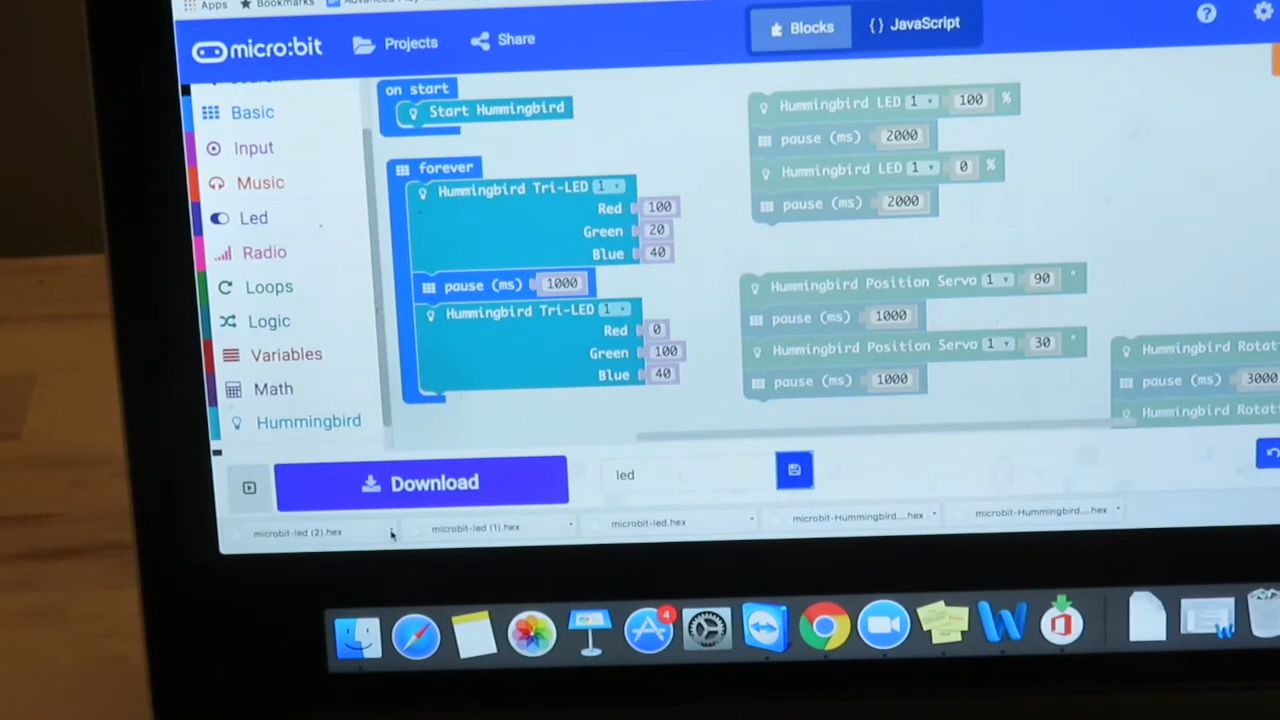 Apps Bookmarks
micro:bit Projects Share Blocks {} JavaScript ?
Basic
Input
Music
Led
Radio
Loops
Logic
Variables
Math
Hummingbird
on start
Start Hummingbird
forever
Hummingbird Tri-LED 1
Red 100
Green 20
Blue 40
pause (ms) 1000
Hummingbird Tri-LED 1
Red 0
Green 100
Blue 40
Hummingbird LED 1 100 %
pause (ms) 2000
Hummingbird LED 1 0 %
pause (ms) 2000
Hummingbird Position Servo 1 90 °
pause (ms) 1000
Hummingbird Position Servo 1 30 °
pause (ms) 1000
Hummingbird Rotat
pause (ms) 3000
Hummingbird Rotat
Download led
microbit-led (2).hex microbit-led (1).hex microbit-led.hex microbit-Hummingbird....hex microbit-Hummingbird....hex
4
W